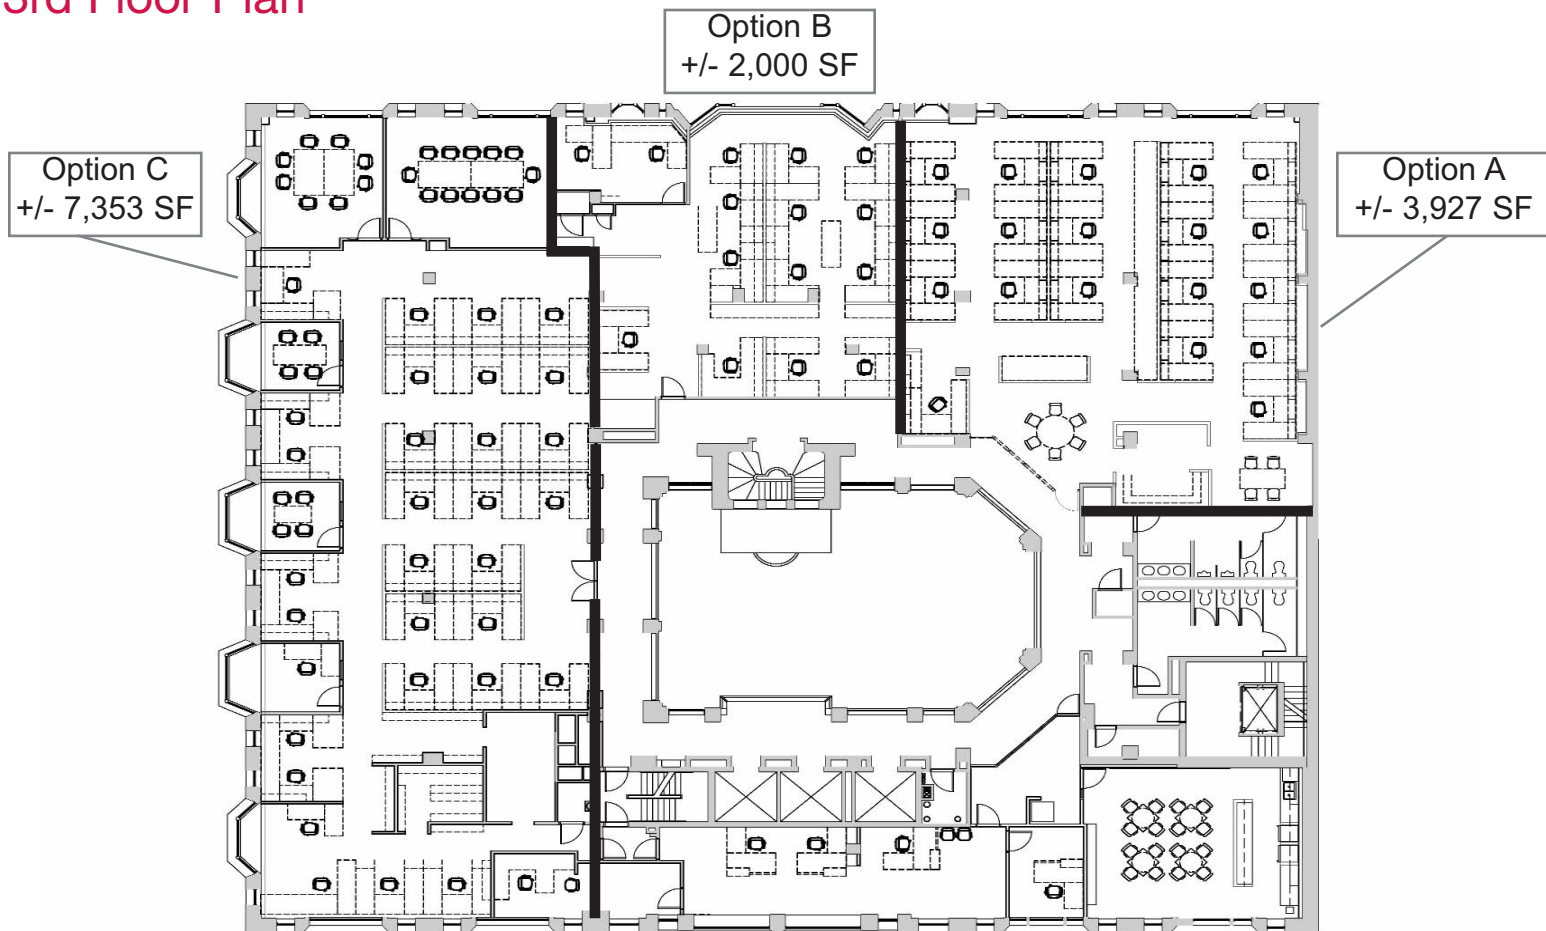 3rd Floor Plan
Option B
+/- 2,000 SF
Option C
+/- 7,353 SF
Option A
+/- 3,927 SF